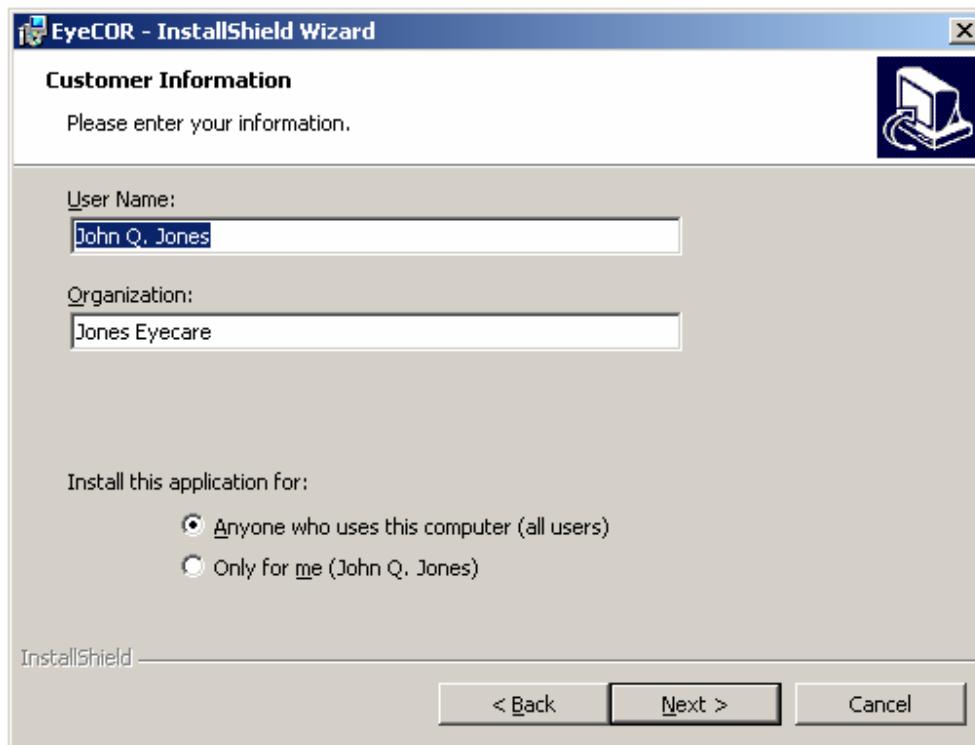 EyeCOR - InstallShield Wizard
Customer Information
Please enter your information.
User Name:
John Q. Jones
Organization:
Jones Eyecare
Install this application for:
Anyone who uses this computer (all users)
Only for me (John Q. Jones)
InstallShield
< Back Next > Cancel